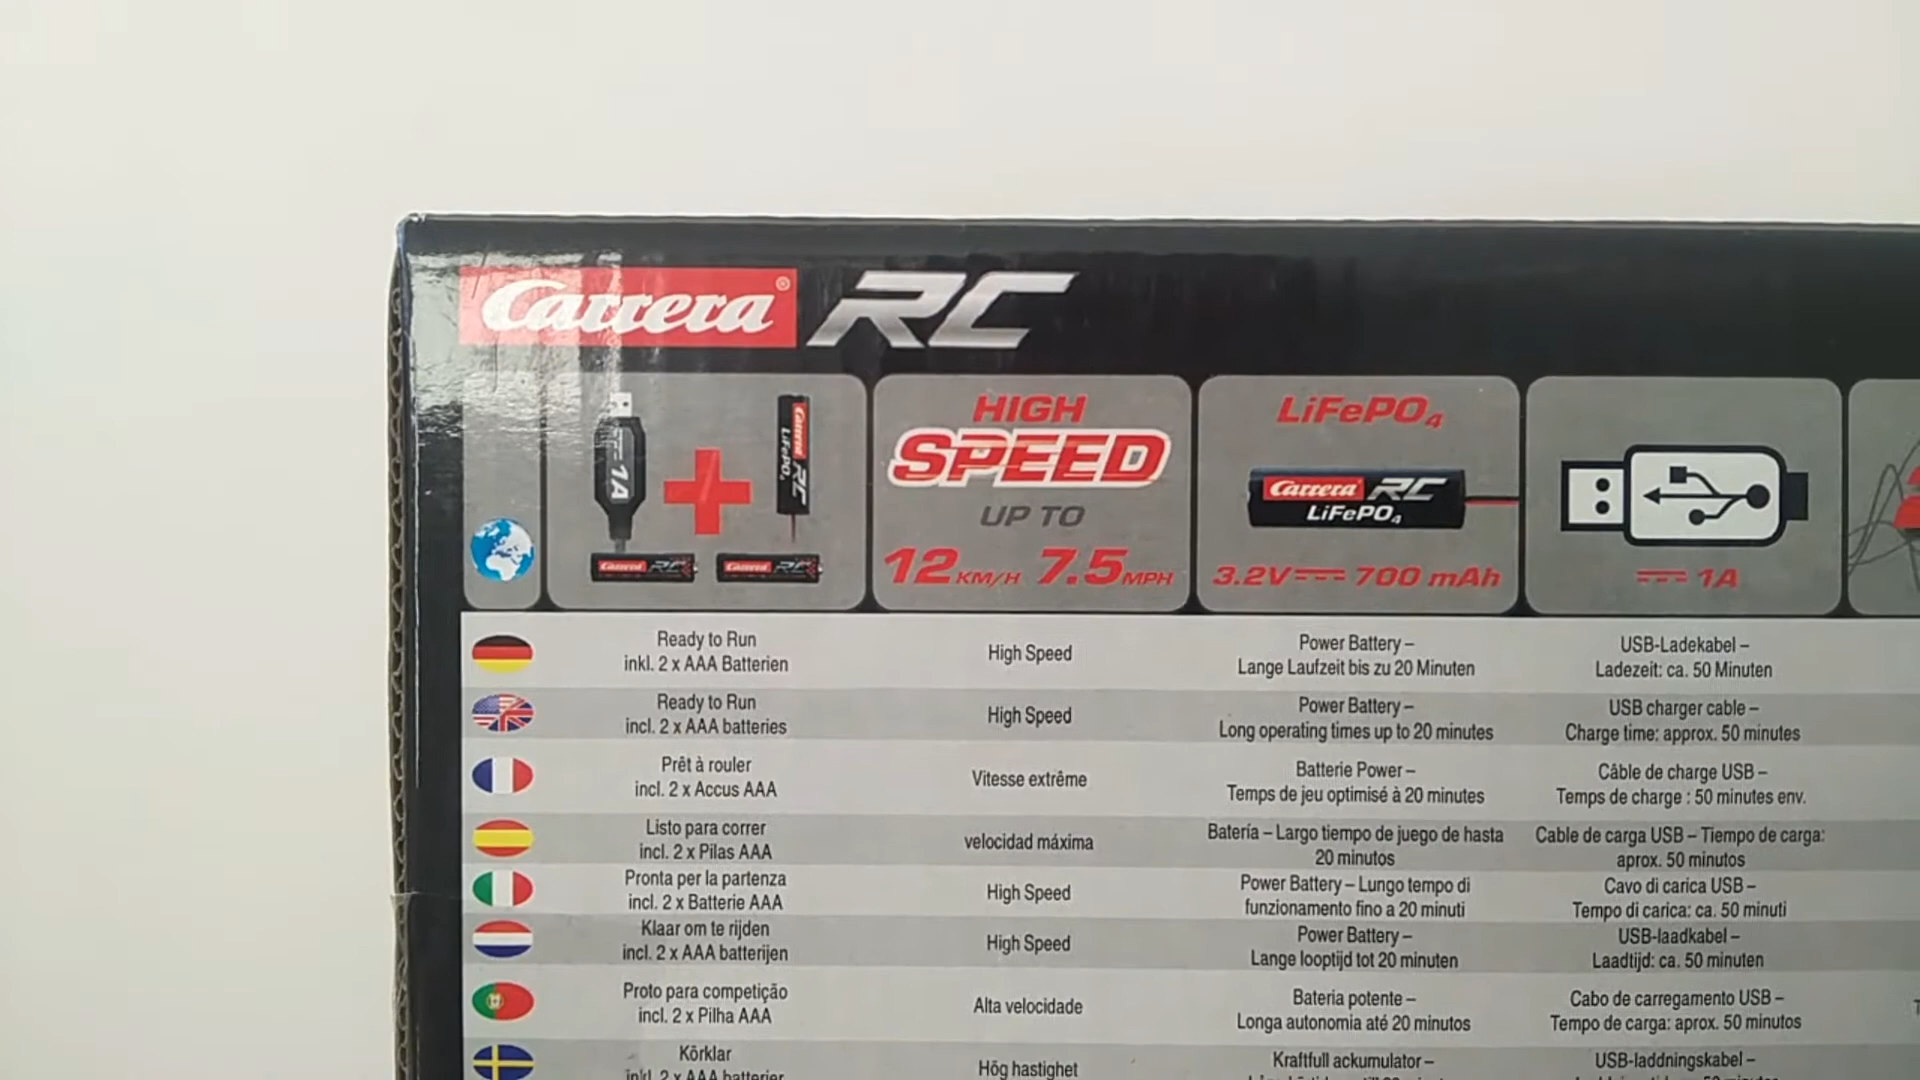 Carrera® RC
1A
Carrera RC
LiFePO4
Carrera RC
Carrera RC
HIGH
SPEED
UP TO
12 KM/H 7.5 MPH
LiFePO4
Carrera RC
LiFePO4
3.2V 700 mAh
1A
Ready to Run
inkl. 2 x AAA Batterien
High Speed
Power Battery –
Lange Laufzeit bis zu 20 Minuten
USB-Ladekabel –
Ladezeit: ca. 50 Minuten
Ready to Run
incl. 2 x AAA batteries
High Speed
Power Battery –
Long operating times up to 20 minutes
USB charger cable –
Charge time: approx. 50 minutes
Prêt à rouler
incl. 2 x Accus AAA
Vitesse extrême
Batterie Power –
Temps de jeu optimisé à 20 minutes
Câble de charge USB –
Temps de charge : 50 minutes env.
Listo para correr
incl. 2 x Pilas AAA
velocidad máxima
Batería – Largo tiempo de juego de hasta
20 minutos
Cable de carga USB – Tiempo de carga:
aprox. 50 minutos
Pronta per la partenza
incl. 2 x Batterie AAA
High Speed
Power Battery – Lungo tempo di
funzionamento fino a 20 minuti
Cavo di carica USB –
Tempo di carica: ca. 50 minuti
Klaar om te rijden
incl. 2 x AAA batterijen
High Speed
Power Battery –
Lange looptijd tot 20 minuten
USB-laadkabel –
Laadtijd: ca. 50 minuten
Proto para competição
incl. 2 x Pilha AAA
Alta velocidade
Bateria potente –
Longa autonomia até 20 minutos
Cabo de carregamento USB –
Tempo de carga: aprox. 50 minutos
Körklar
inkl. 2 x AAA batterier
Hög hastighet
Kraftfull ackumulator –
USB-laddningskabel –